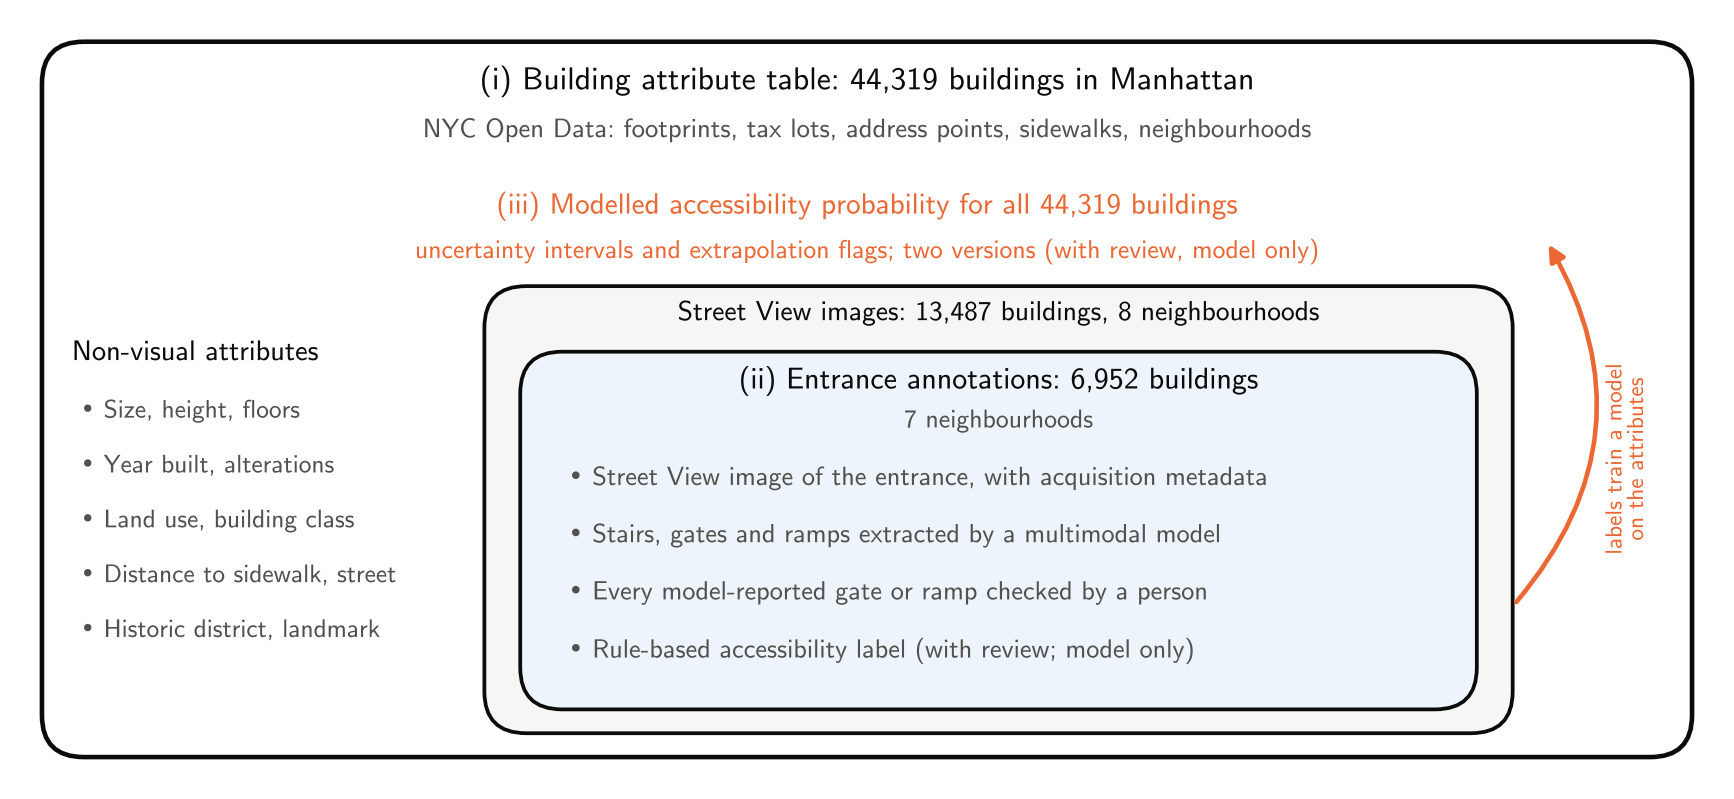 (i) Building attribute table: 44,319 buildings in Manhattan
NYC Open Data: footprints, tax lots, address points, sidewalks, neighbourhoods
(iii) Modelled accessibility probability for all 44,319 buildings
uncertainty intervals and extrapolation flags; two versions (with review, model only)
Non-visual attributes
• Size, height, floors
• Year built, alterations
• Land use, building class
• Distance to sidewalk, street
• Historic district, landmark
Street View images: 13,487 buildings, 8 neighbourhoods
(ii) Entrance annotations: 6,952 buildings
7 neighbourhoods
• Street View image of the entrance, with acquisition metadata
• Stairs, gates and ramps extracted by a multimodal model
• Every model-reported gate or ramp checked by a person
• Rule-based accessibility label (with review; model only)
labels train a model
on the attributes